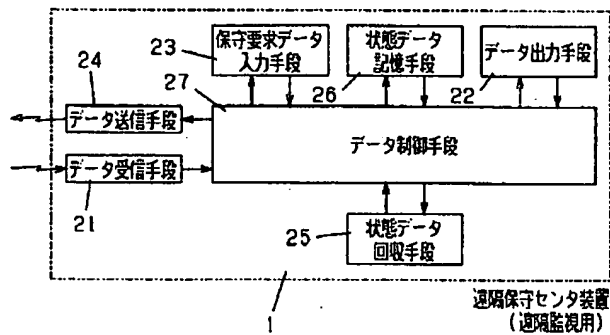 23
保守要求データ
入力手段
状態データ
記憶手段
26
データ出力手段
22
24
27
データ送信手段
データ制御手段
データ受信手段
21
25
状態データ
回収手段
1
遠隔保守センタ装置
(遠隔監視用)